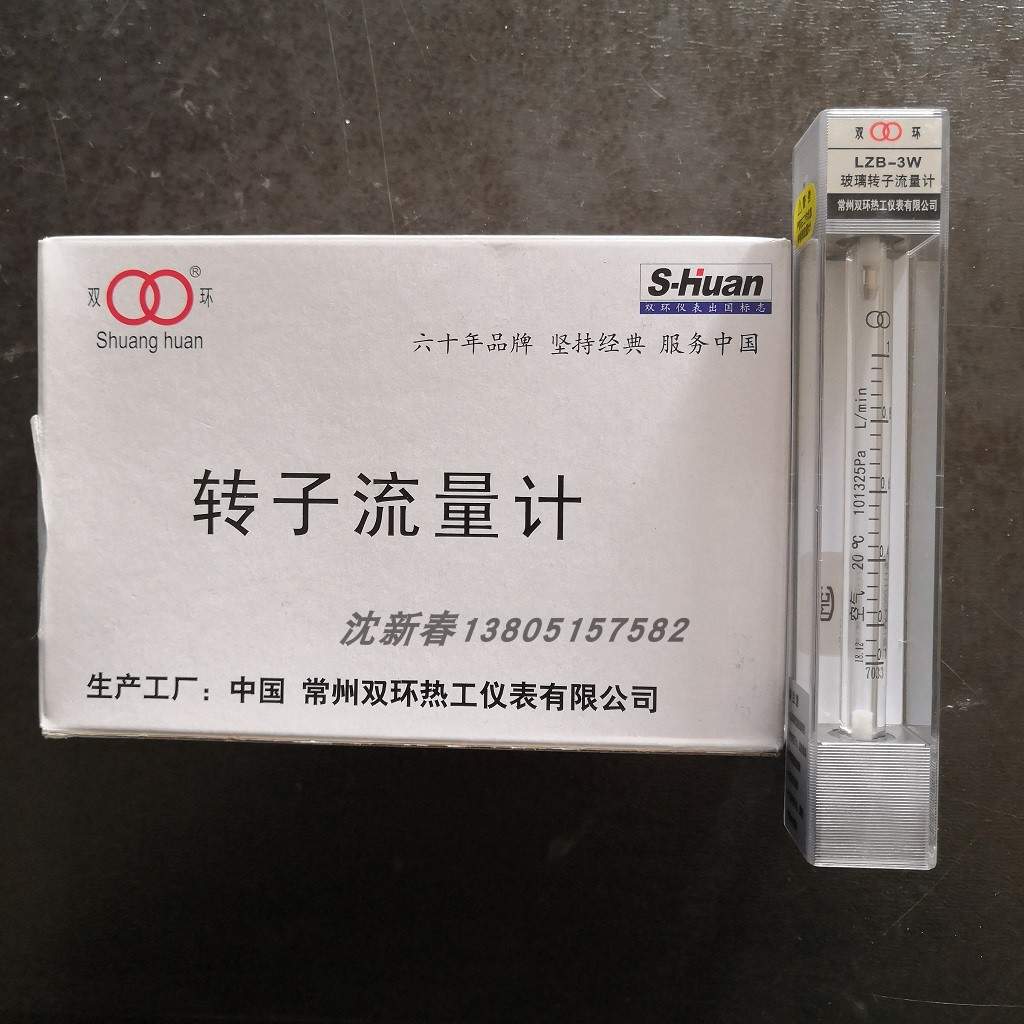 双 环
®
Shuang huan
S-Huan
双环仪表出国标志
六十年品牌 坚持经典 服务中国
转子流量计
沈新春13805157582
生产工厂：中国 常州双环热工仪表有限公司
双 环
LZB-3W
玻璃转子流量计
常州双环热工仪表有限公司
空气 20℃ 101325Pa L/min
18.12
7033